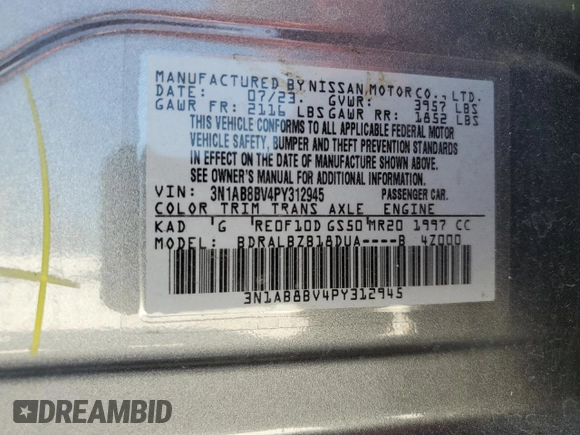 MANUFACTURED BY NISSAN MOTOR CO., LTD.
DATE: 07/23. GVWR: 3957 LBS
GAWR FR: 2116 LBS GAWR RR: 1852 LBS
THIS VEHICLE CONFORMS TO ALL APPLICABLE FEDERAL MOTOR
VEHICLE SAFETY, BUMPER AND THEFT PREVENTION STANDARDS
IN EFFECT ON THE DATE OF MANUFACTURE SHOWN ABOVE.
SEE OWNER'S MANUAL FOR ADDITIONAL INFORMATION.
VIN: 3N1AB8BV4PY312945 PASSENGER CAR.
COLOR TRIM TRANS AXLE ENGINE
KAD 'G RE0F10D GS50 MR20 1997 CC
MODEL: BDRALBZB18DUA----B 4Z000
3N1AB8BV4PY312945
DREAMBID